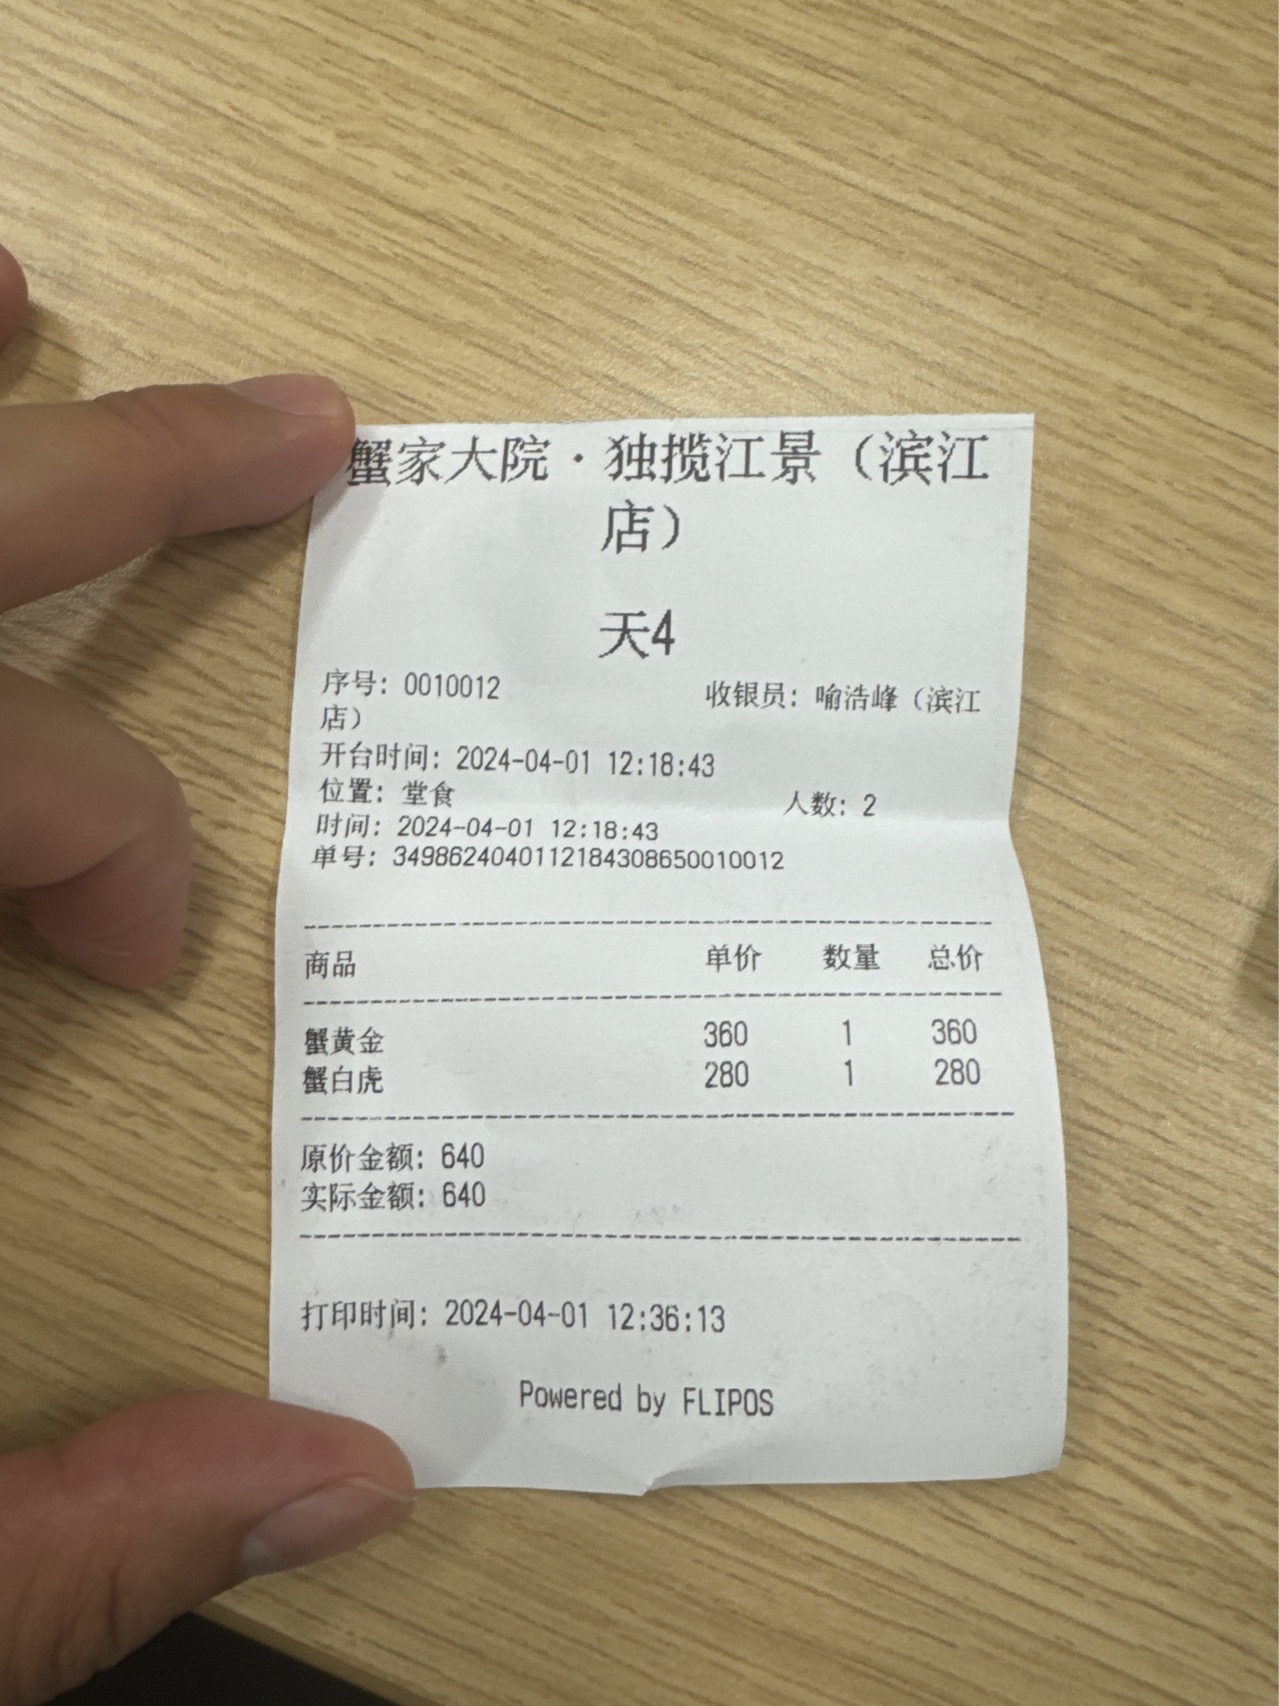 蟹家大院·独揽江景（滨江
店）
天4
序号：0010012 收银员：喻浩峰（滨江
店）
开台时间：2024-04-01 12:18:43
位置：堂食 人数：2
时间：2024-04-01 12:18:43
单号：3498624040112184308650010012
商品 单价 数量 总价
蟹黄金 360 1 360
蟹白虎 280 1 280
原价金额：640
实际金额：640
打印时间：2024-04-01 12:36:13
Powered by FLIPOS